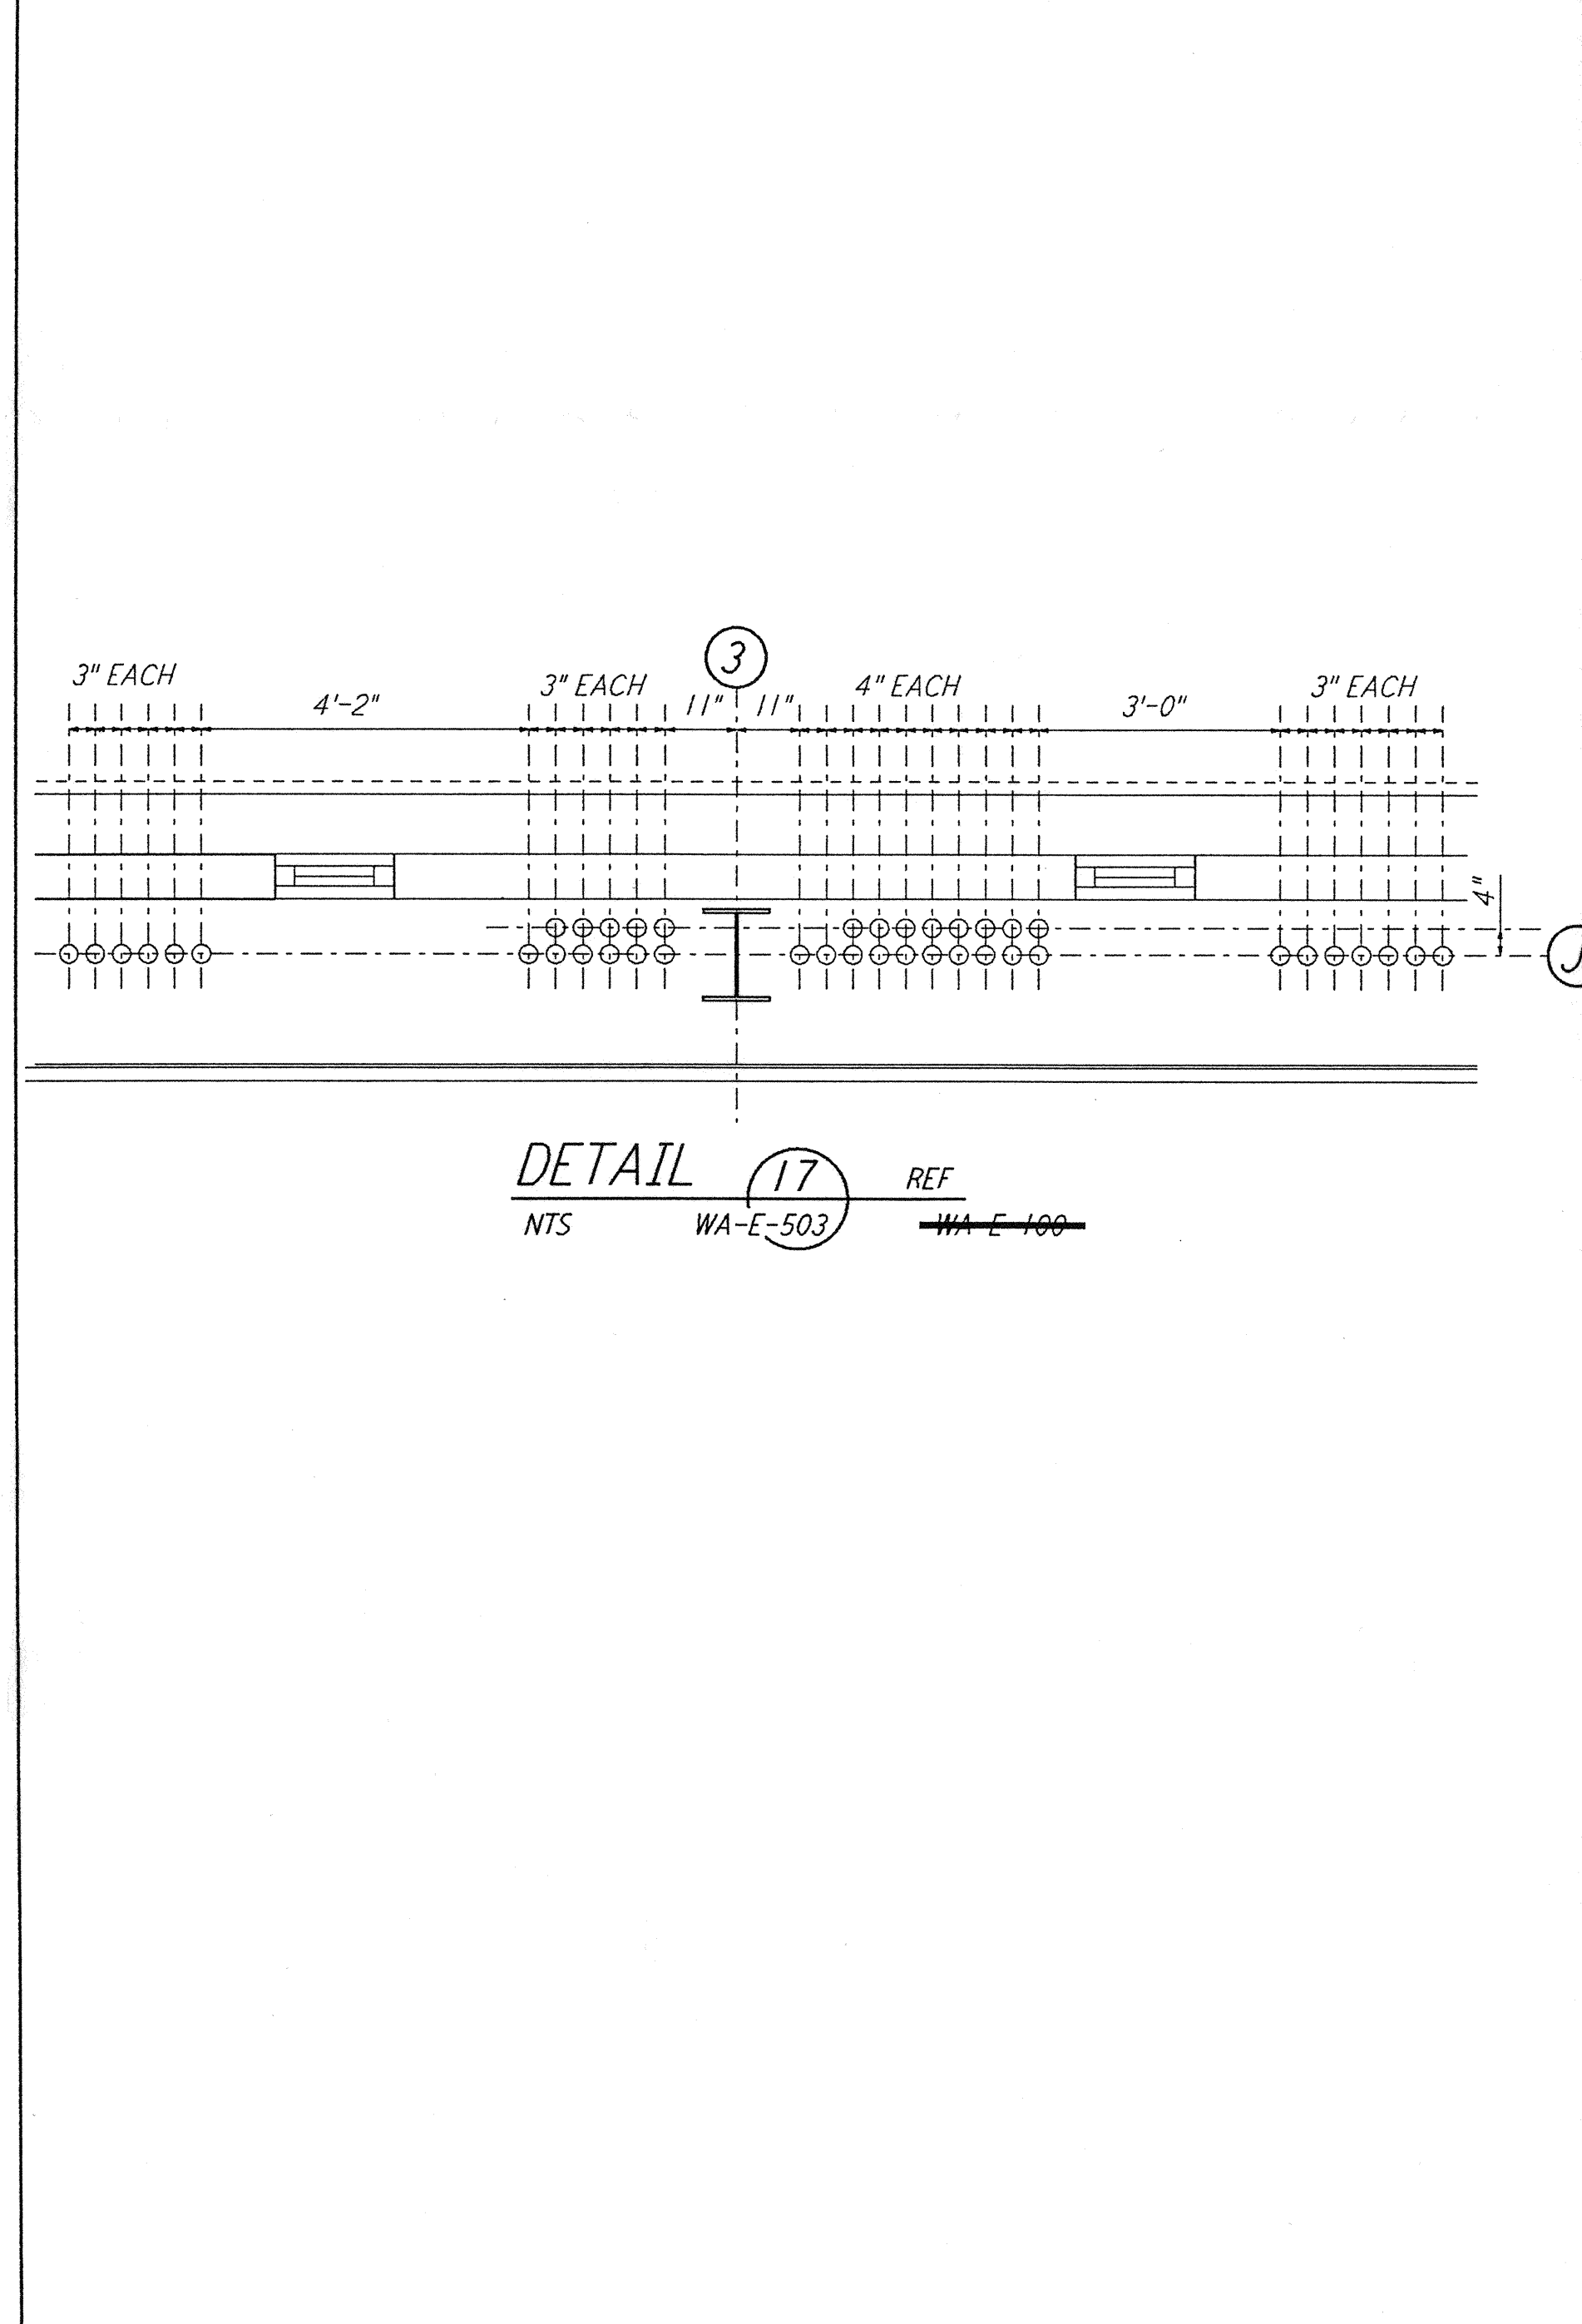 3
3" EACH
4'-2"
3" EACH
11"
11"
4" EACH
3'-0"
3" EACH
4"
J
DETAIL 17 REF
NTS WA-E-503 WA-E-100